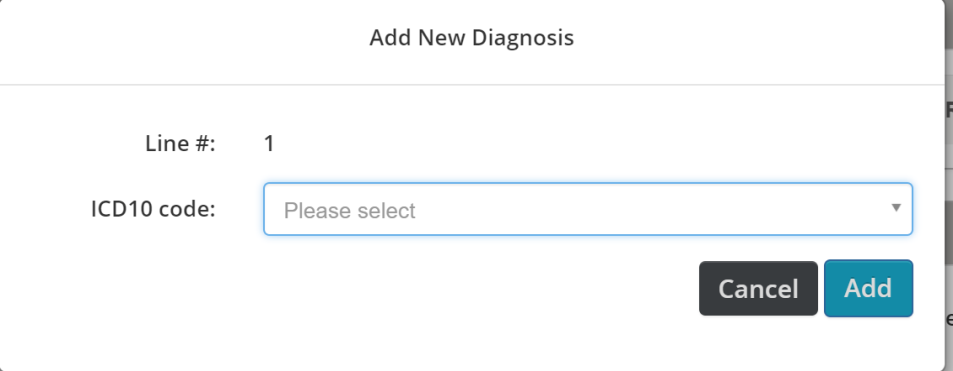 Add New Diagnosis
Line #: 1
ICD10 code: Please select
Cancel Add